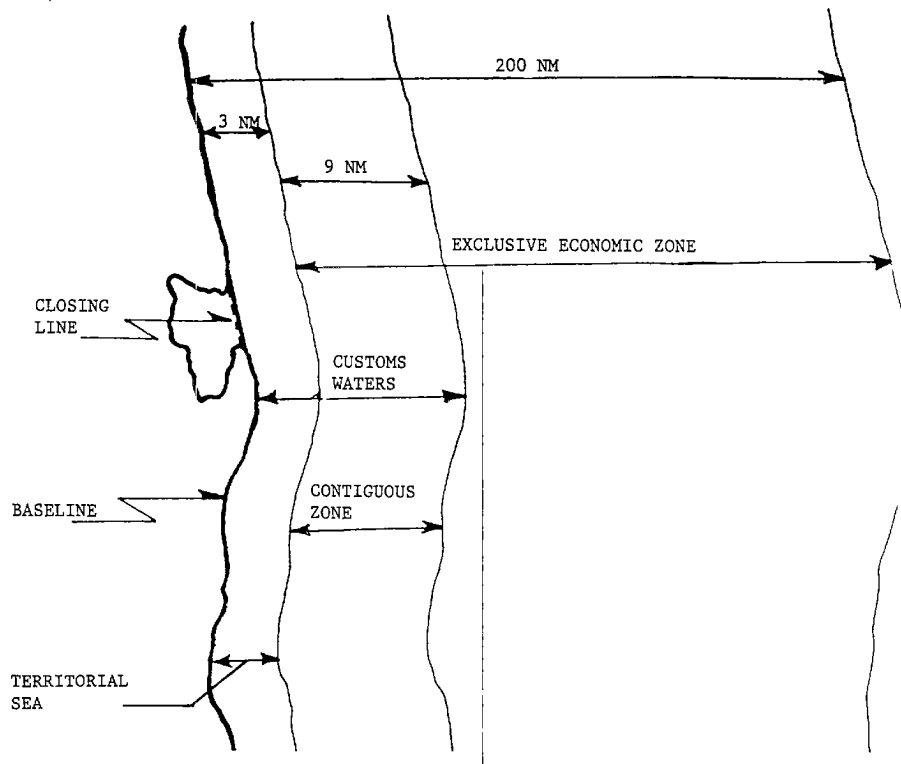 200 NM
3 NM
9 NM
EXCLUSIVE ECONOMIC ZONE
CLOSING
LINE
CUSTOMS
WATERS
CONTIGUOUS
ZONE
BASELINE
TERRITORIAL
SEA